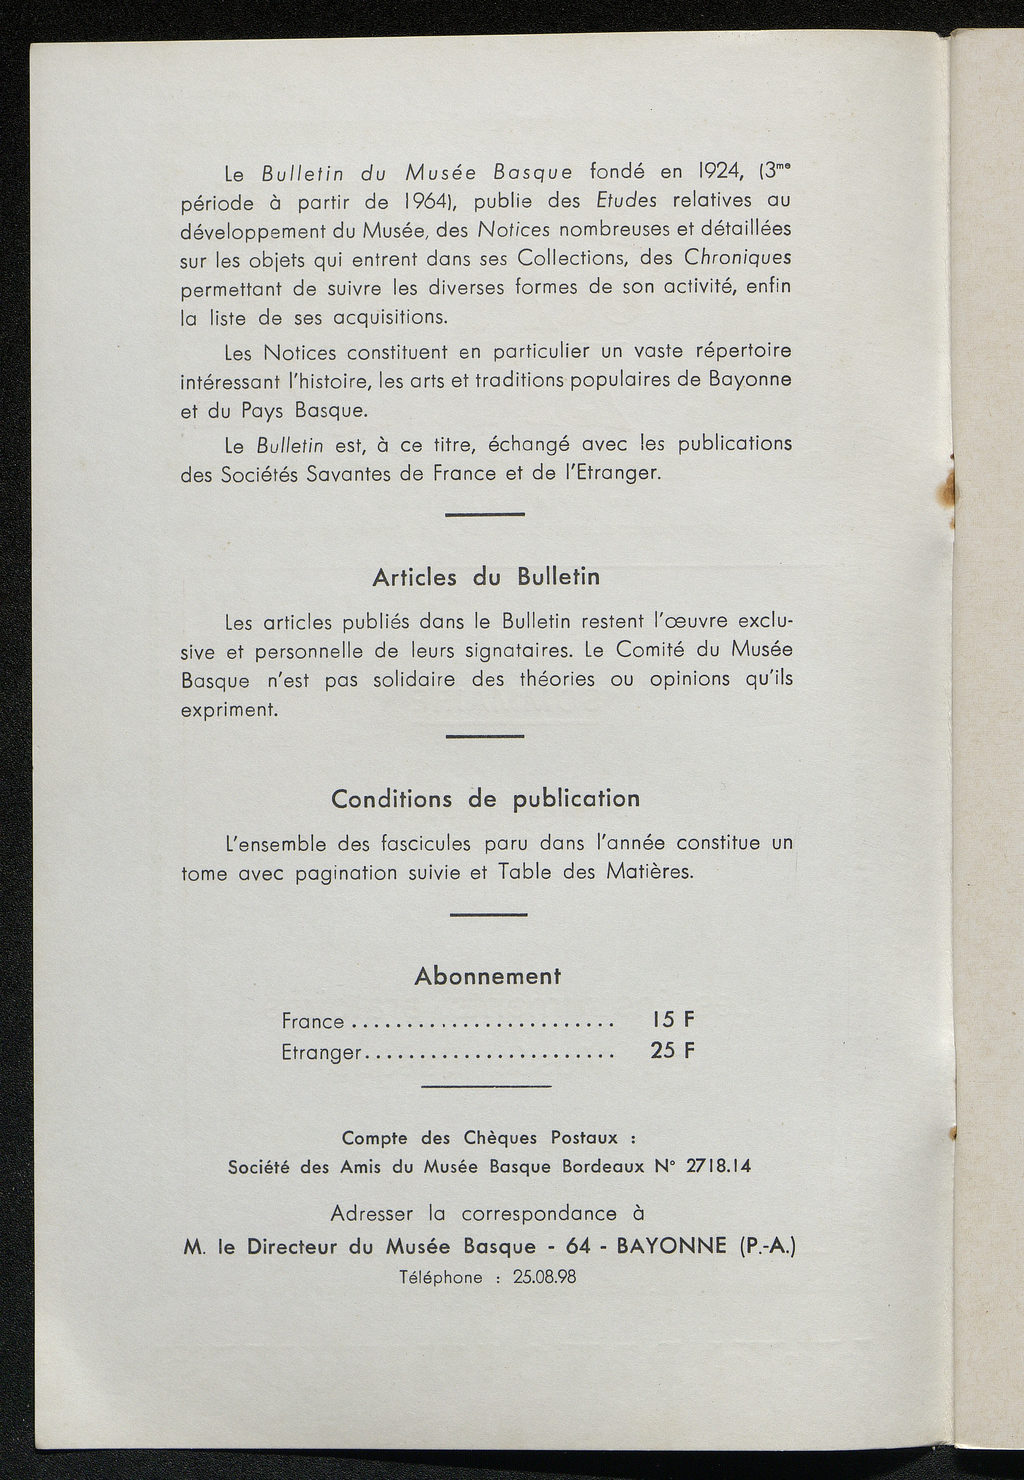 Le Bulletin du Musée Basque fondé en 1924, (3me
période à partir de 1964), publie des Etudes relatives au
développement du Musée, des Notices nombreuses et détaillées
sur les objets qui entrent dans ses Collections, des Chroniques
permettant de suivre les diverses formes de son activité, enfin
la liste de ses acquisitions.
Les Notices constituent en particulier un vaste répertoire
intéressant l'histoire, les arts et traditions populaires de Bayonne
et du Pays Basque.
Le Bulletin est, à ce titre, échangé avec les publications
des Sociétés Savantes de France et de l'Etranger.
Articles du Bulletin
Les articles publiés dans le Bulletin restent l'œuvre exclu-
sive et personnelle de leurs signataires. Le Comité du Musée
Basque n'est pas solidaire des théories ou opinions qu'ils
expriment.
Conditions de publication
L'ensemble des fascicules paru dans l'année constitue un
tome avec pagination suivie et Table des Matières.
Abonnement
France ........................ 15 F
Etranger....................... 25 F
Compte des Chèques Postaux :
Société des Amis du Musée Basque Bordeaux N° 2718.14
Adresser la correspondance à
M. le Directeur du Musée Basque - 64 - BAYONNE (P.-A.)
Téléphone : 25.08.98